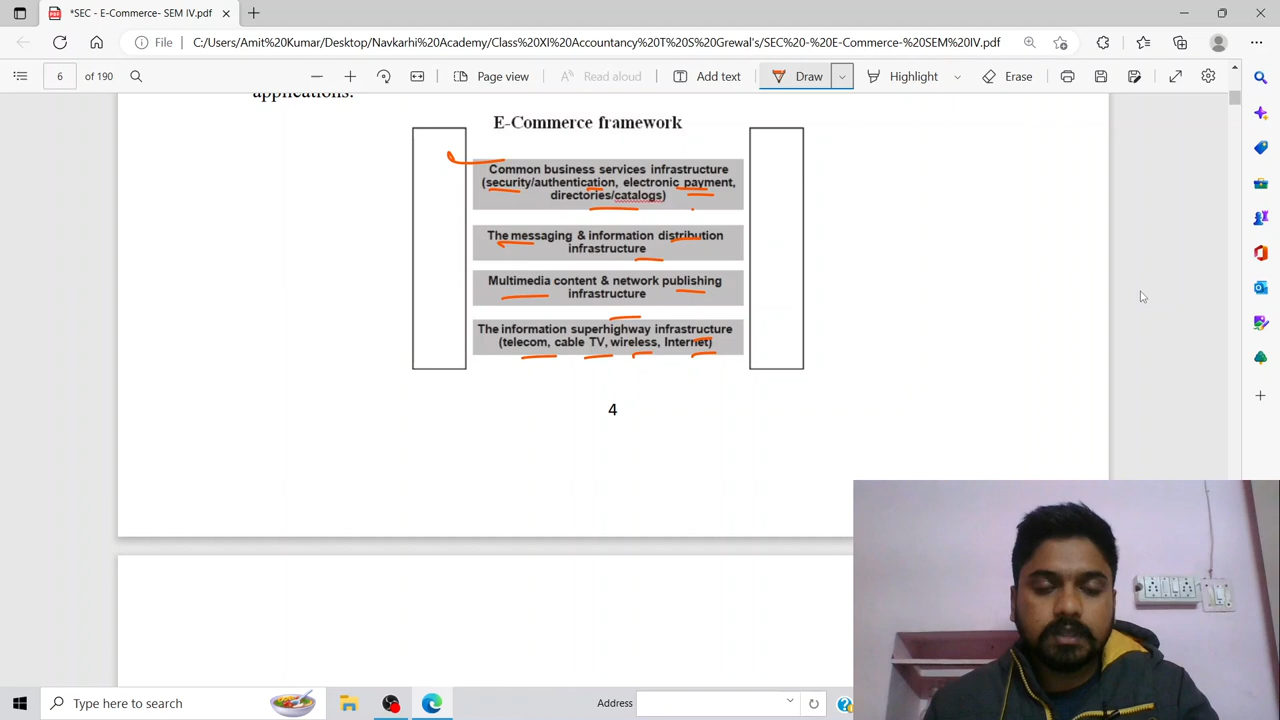 *SEC - E-Commerce- SEM IV.pdf
File C:/Users/Amit%20Kumar/Desktop/Navkarhi%20Academy/Class%20XI%20Accountancy%20T%20S%20Grewal's/SEC%20-%20E-Commerce-%20SEM%20IV.pdf
6 of 190 Page view Read aloud Add text Draw Highlight Erase
applications.
E-Commerce framework
Common business services infrastructure
(security/authentication, electronic payment,
directories/catalogs)
The messaging & information distribution
infrastructure
Multimedia content & network publishing
infrastructure
The information superhighway infrastructure
(telecom, cable TV, wireless, Internet)
4
Type here to search
Address